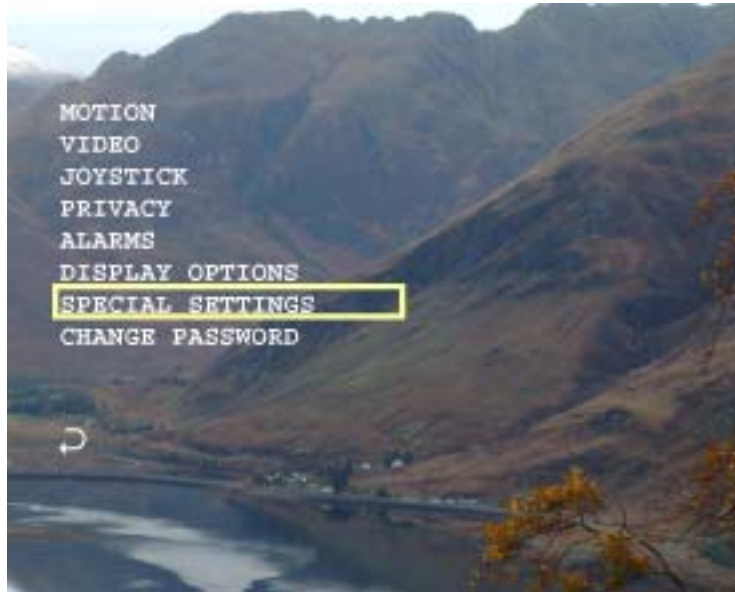 MOTION
VIDEO
JOYSTICK
PRIVACY
ALARMS
DISPLAY OPTIONS
SPECIAL SETTINGS
CHANGE PASSWORD